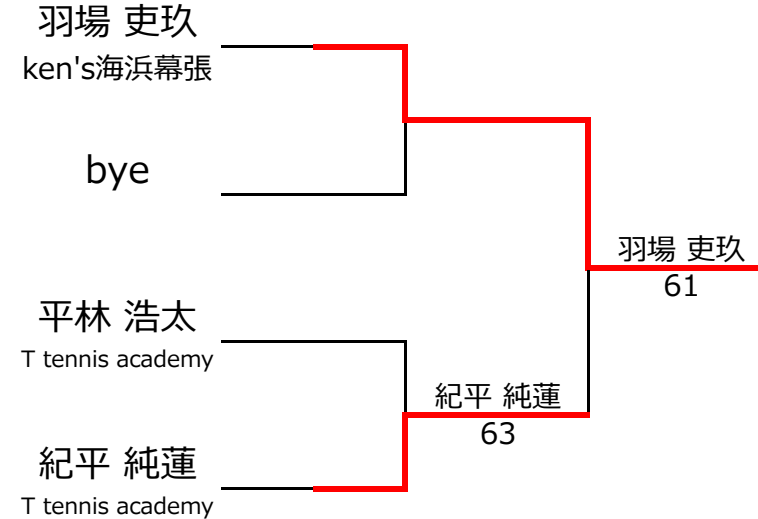 羽場 吏玖
ken's海浜幕張
bye
平林 浩太
T tennis academy
紀平 純蓮
T tennis academy
紀平 純蓮
63
羽場 吏玖
61